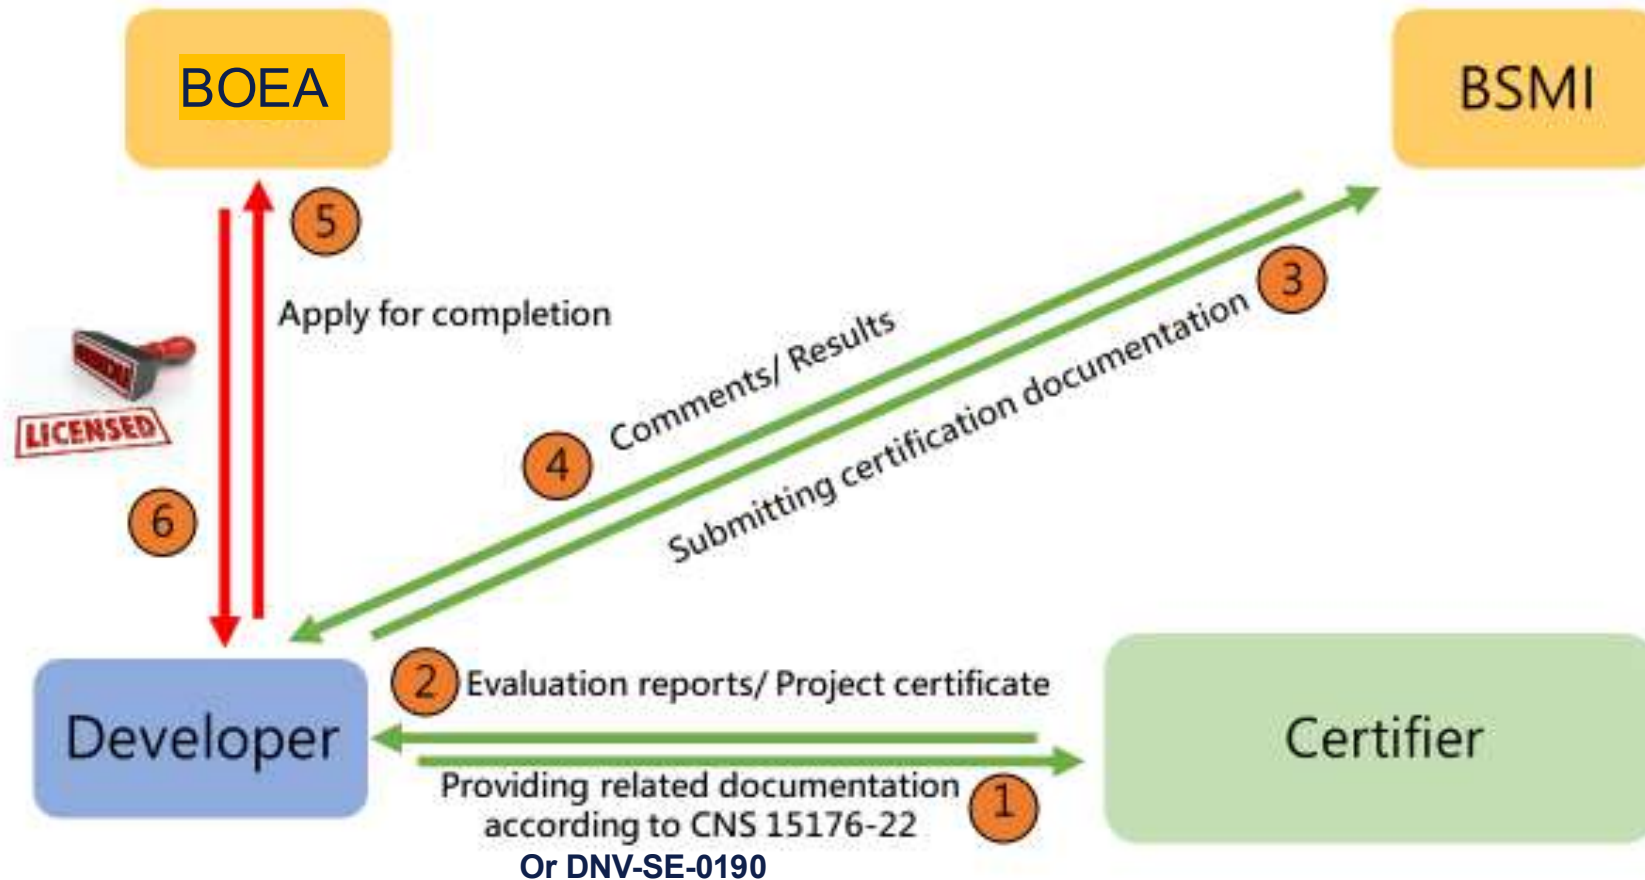 BOEA
BSMI
5
Apply for completion
3
Comments/ Results
Submitting certification documentation
4
LICENSED
6
2
Evaluation reports/ Project certificate
Developer
Certifier
Providing related documentation
according to CNS 15176-22
1
Or DNV-SE-0190